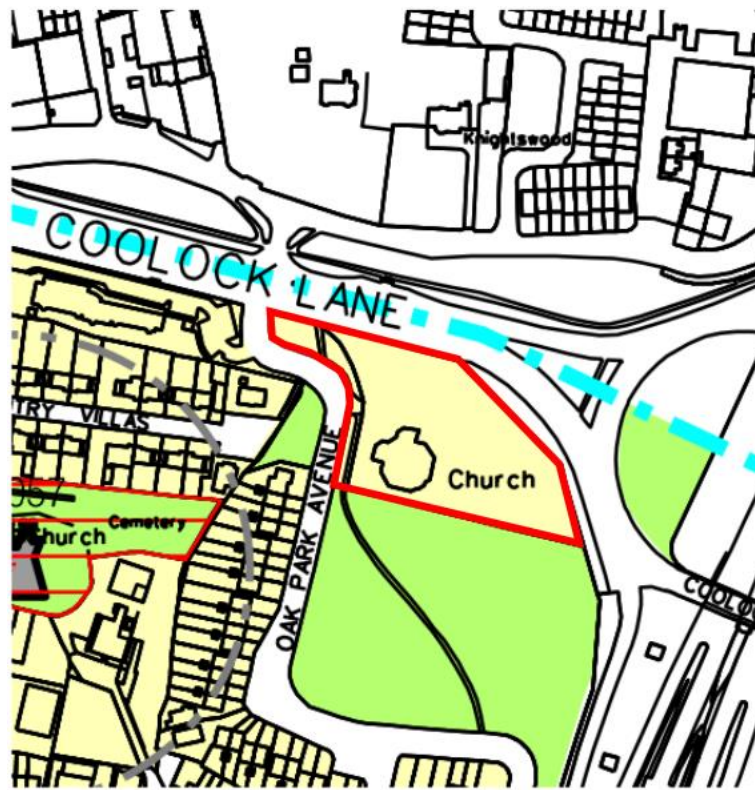 Knightswood
COOLOCK LANE
TRY VILLAS
OAK PARK AVENUE
Church
Cemetery
Church
COOLO